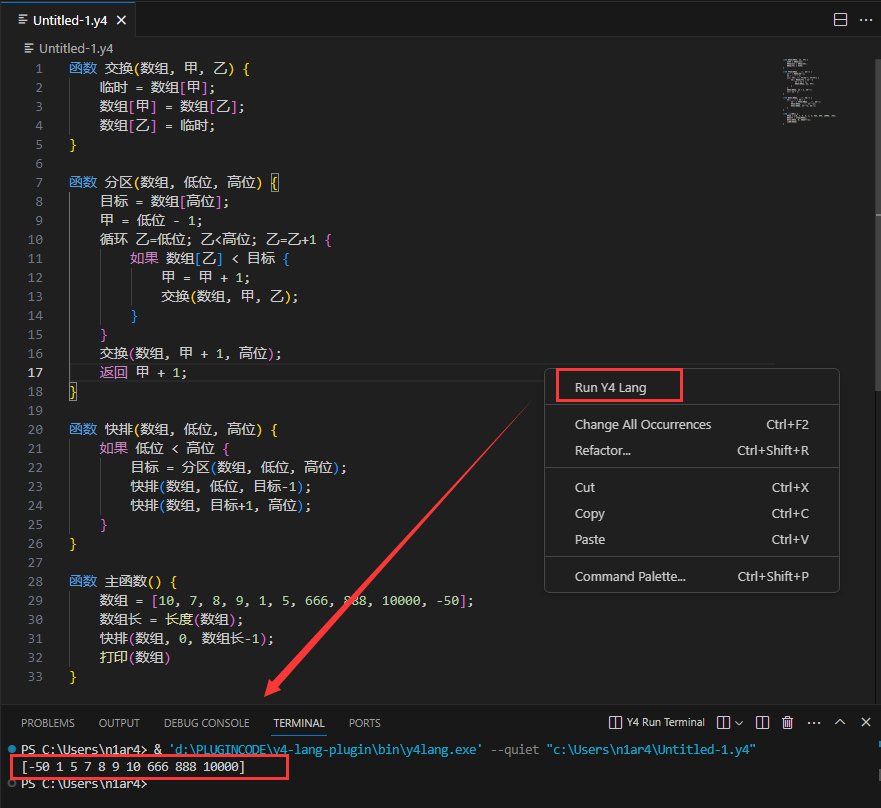 Untitled-1.y4
Untitled-1.y4
1 函数 交换(数组, 甲, 乙) {
2 临时 = 数组[甲];
3 数组[甲] = 数组[乙];
4 数组[乙] = 临时;
5 }
6
7 函数 分区(数组, 低位, 高位) {
8 目标 = 数组[高位];
9 甲 = 低位 - 1;
10 循环 乙=低位; 乙<高位; 乙=乙+1 {
11 如果 数组[乙] < 目标 {
12 甲 = 甲 + 1;
13 交换(数组, 甲, 乙);
14 }
15 }
16 交换(数组, 甲 + 1, 高位);
17 返回 甲 + 1;
18 }
19
20 函数 快排(数组, 低位, 高位) {
21 如果 低位 < 高位 {
22 目标 = 分区(数组, 低位, 高位);
23 快排(数组, 低位, 目标-1);
24 快排(数组, 目标+1, 高位);
25 }
26 }
27
28 函数 主函数() {
29 数组 = [10, 7, 8, 9, 1, 5, 666, 888, 10000, -50];
30 数组长 = 长度(数组);
31 快排(数组, 0, 数组长-1);
32 打印(数组)
33 }
Run Y4 Lang
Change All Occurrences Ctrl+F2
Refactor... Ctrl+Shift+R
Cut Ctrl+X
Copy Ctrl+C
Paste Ctrl+V
Command Palette... Ctrl+Shift+P
PROBLEMS OUTPUT DEBUG CONSOLE TERMINAL PORTS Y4 Run Terminal
PS C:\Users\n1ar4> & 'd:\PLUGINCODE\y4-lang-plugin\bin\y4lang.exe' --quiet "c:\Users\n1ar4\Untitled-1.y4"
[-50 1 5 7 8 9 10 666 888 10000]
PS C:\Users\n1ar4>